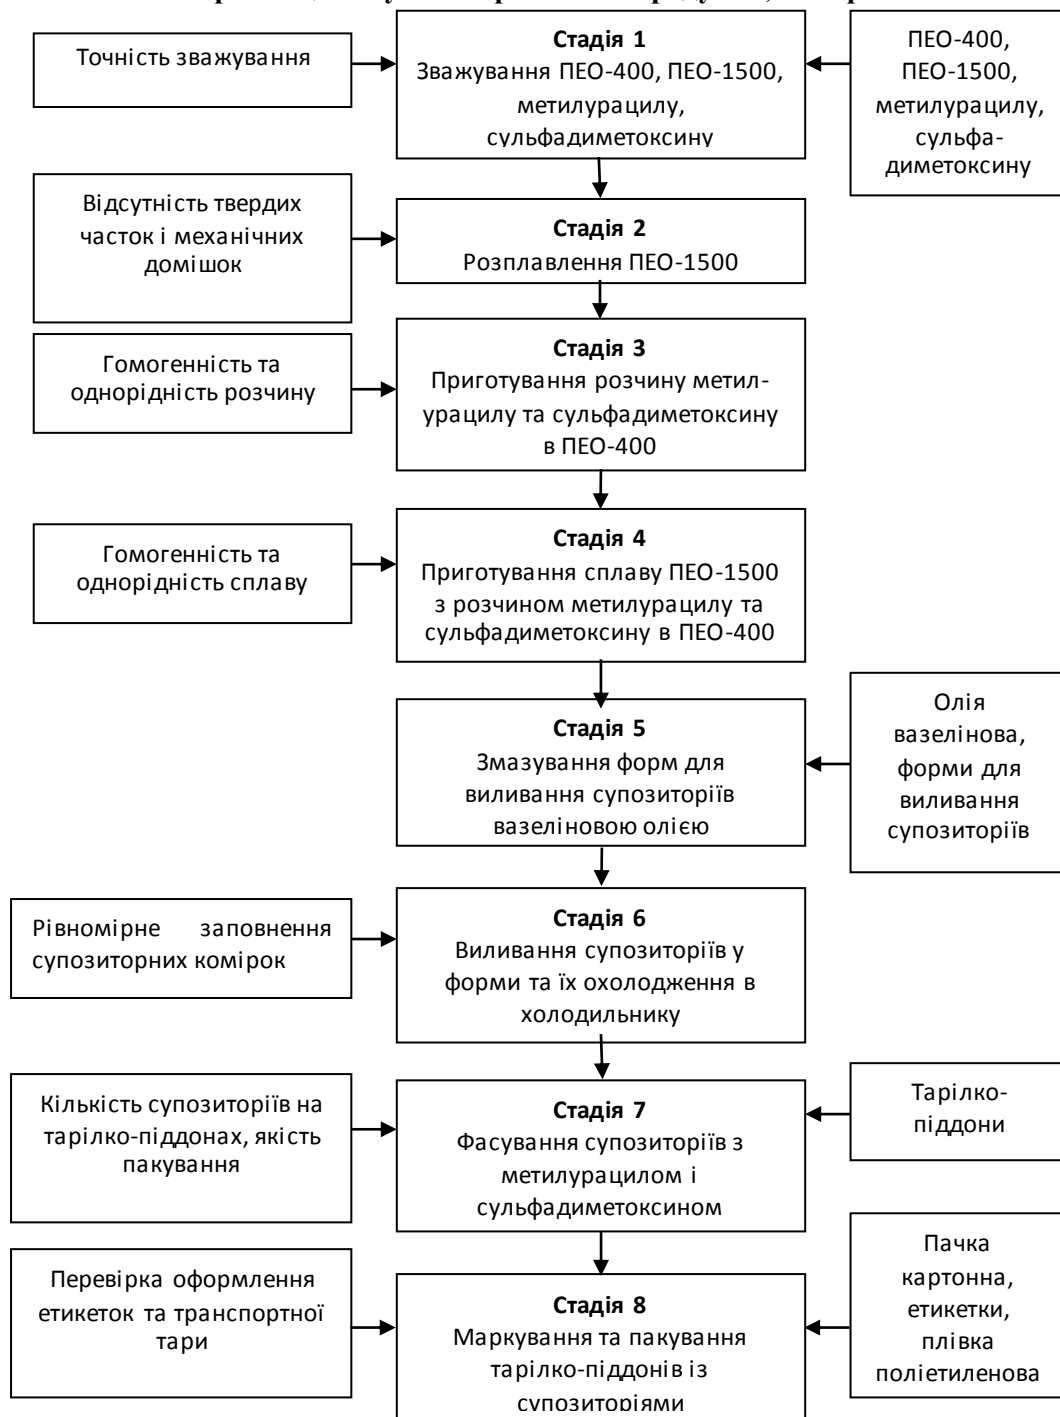 Точність зважування
Стадія 1
Зважування ПЕО-400, ПЕО-1500,
метилурацилу,
сульфадиметоксину
ПЕО-400,
ПЕО-1500,
метилурацилу,
сульфа-
диметоксину
Відсутність твердих
часток і механічних
домішок
Стадія 2
Розплавлення ПЕО-1500
Гомогенність та
однорідність розчину
Стадія 3
Приготування розчину метил-
урацилу та сульфадиметоксину
в ПЕО-400
Гомогенність та
однорідність сплаву
Стадія 4
Приготування сплаву ПЕО-1500
з розчином метилурацилу та
сульфадиметоксину в ПЕО-400
Стадія 5
Змазування форм для
виливання супозиторіїв
вазеліновою олією
Олія
вазелінова,
форми для
виливання
супозиторіїв
Рівномірне заповнення
супозиторних комірок
Стадія 6
Виливання супозиторіїв у
форми та їх охолодження в
холодильнику
Кількість супозиторіїв на
тарілко-піддонах, якість
пакування
Стадія 7
Фасування супозиторіїв з
метилурацилом і
сульфадиметоксином
Тарілко-
піддони
Перевірка оформлення
етикеток та транспортної
тари
Стадія 8
Маркування та пакування
тарілко-піддонів із
супозиторіями
Пачка
картонна,
етикетки,
плівка
поліетиленова